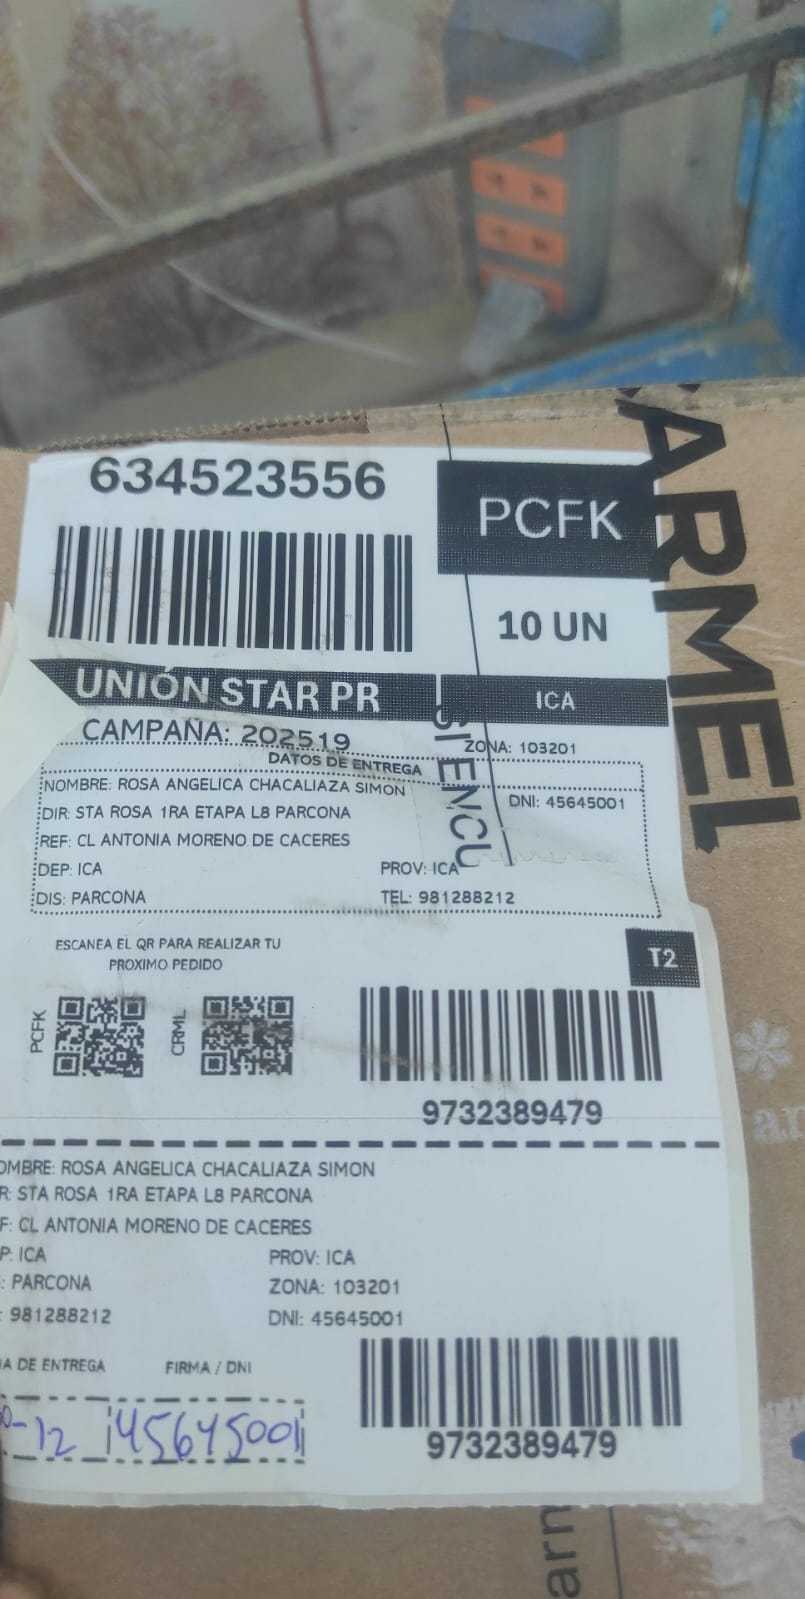 634523556
PCFK
10 UN
UNIÓN STAR PR
ICA
CAMPAÑA: 202519
ZONA: 103201
DATOS DE ENTREGA
NOMBRE: ROSA ANGELICA CHACALIAZA SIMON
DNI: 45645001
DIR: STA ROSA 1RA ETAPA L8 PARCONA
REF: CL ANTONIA MORENO DE CACERES
DEP: ICA
PROV: ICA
DIS: PARCONA
TEL: 981288212
ESCANEA EL QR PARA REALIZAR TU
PROXIMO PEDIDO
T2
PCFK
CRML
9732389479
OMBRE: ROSA ANGELICA CHACALIAZA SIMON
R: STA ROSA 1RA ETAPA L8 PARCONA
F: CL ANTONIA MORENO DE CACERES
P: ICA
PROV: ICA
: PARCONA
ZONA: 103201
: 981288212
DNI: 45645001
A DE ENTREGA
FIRMA / DNI
-12
45645001
9732389479
ARMEL